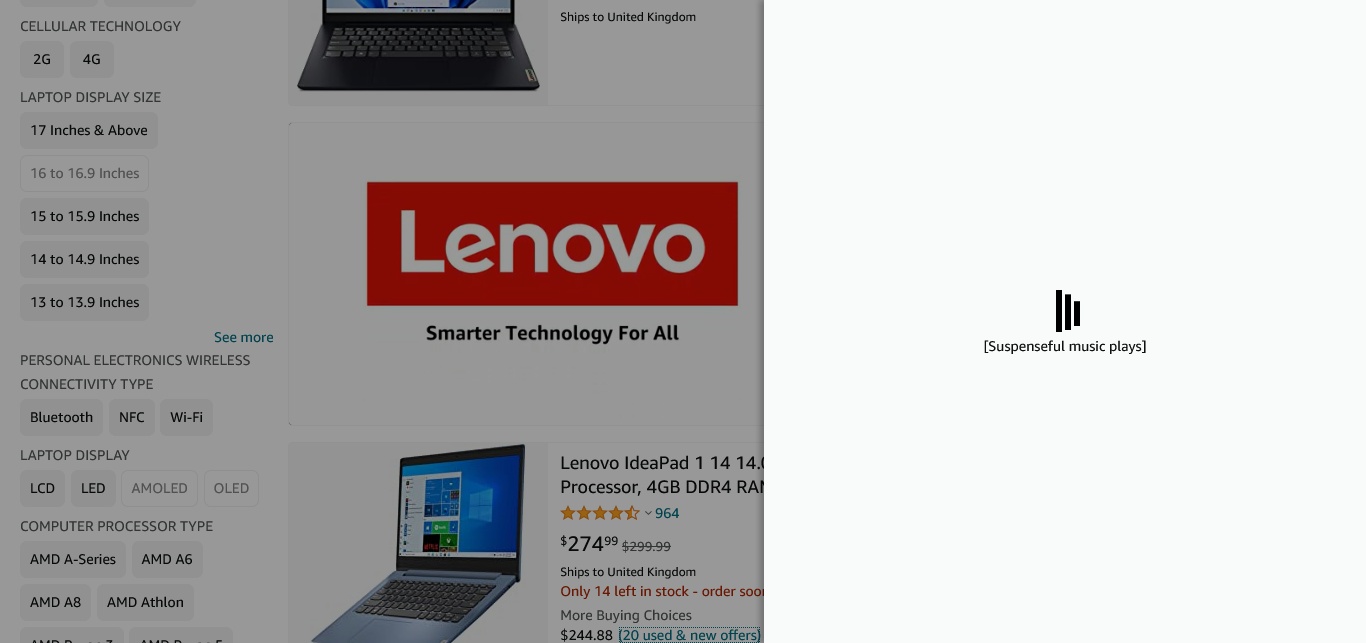 CELLULAR TECHNOLOGY
2G 4G
LAPTOP DISPLAY SIZE
17 Inches & Above
16 to 16.9 Inches
15 to 15.9 Inches
14 to 14.9 Inches
13 to 13.9 Inches
See more
PERSONAL ELECTRONICS WIRELESS
CONNECTIVITY TYPE
Bluetooth NFC Wi-Fi
LAPTOP DISPLAY
LCD LED AMOLED OLED
COMPUTER PROCESSOR TYPE
AMD A-Series AMD A6
AMD A8 AMD Athlon
Ships to United Kingdom
Lenovo
Smarter Technology For All
Lenovo IdeaPad 1 14 14.
Processor, 4GB DDR4 RA
964
$274.99 $299.99
Ships to United Kingdom
Only 14 left in stock - order soo
More Buying Choices
$244.88 (20 used & new offers)
[Suspenseful music plays]